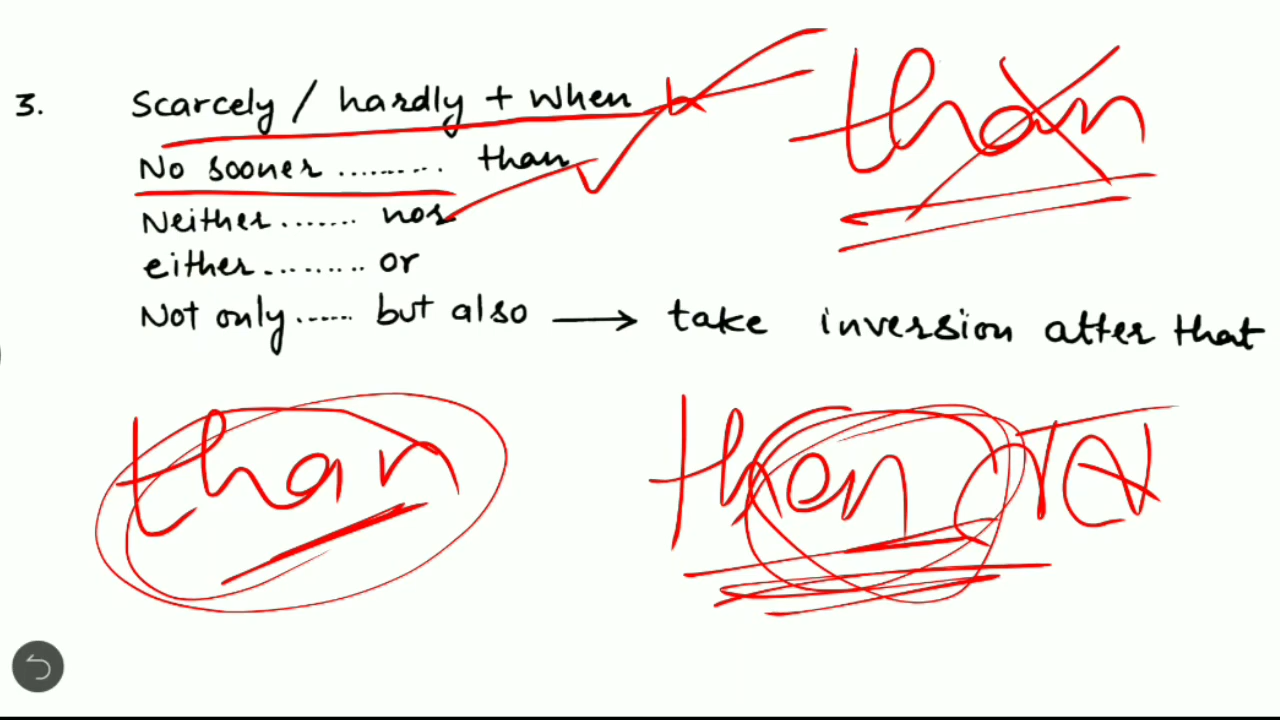 3. Scarcely / hardly + When
than
No sooner ......... than
Neither ....... nor
either .......... or
Not only ...... but also → take inversion after that
than
then तब